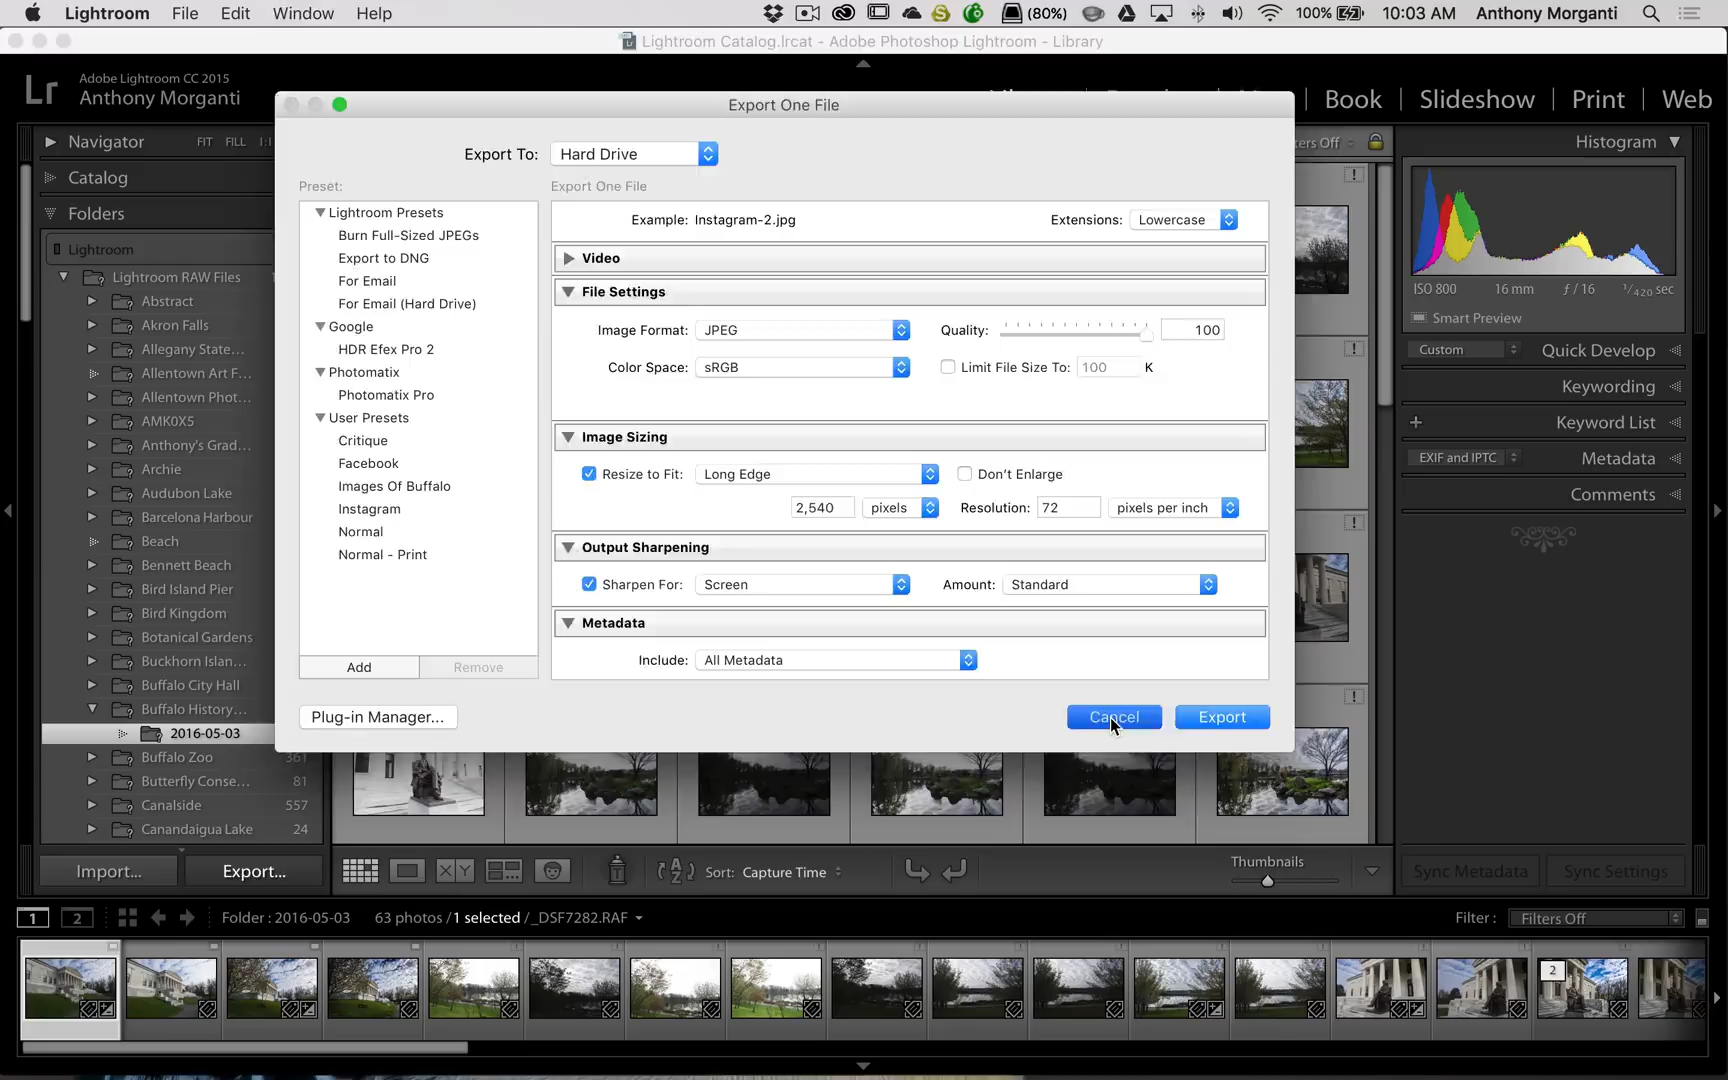 Lightroom File Edit Window Help (80%) 100% 10:03 AM Anthony Morganti
Lightroom Catalog.lrcat - Adobe Photoshop Lightroom - Library
Lr Adobe Lightroom CC 2015
Anthony Morganti
Book | Slideshow | Print | Web
Export One File
Navigator FIT FILL 1:1
Catalog
Folders
Lightroom
Lightroom RAW Files
Abstract
Akron Falls
Allegany State...
Allentown Art F...
Allentown Phot...
AMK0X5
Anthony's Grad...
Archie
Audubon Lake
Barcelona Harbour
Beach
Bennett Beach
Bird Island Pier
Bird Kingdom
Botanical Gardens
Buckhorn Islan...
Buffalo City Hall
Buffalo History...
2016-05-03
Buffalo Zoo 361
Butterfly Conse... 81
Canalside 557
Canandaigua Lake 24
Import... Export...
Export To: Hard Drive
Preset:
Lightroom Presets
Burn Full-Sized JPEGs
Export to DNG
For Email
For Email (Hard Drive)
Google
HDR Efex Pro 2
Photomatix
Photomatix Pro
User Presets
Critique
Facebook
Images Of Buffalo
Instagram
Normal
Normal - Print
Add Remove
Plug-in Manager...
Export One File
Example: Instagram-2.jpg Extensions: Lowercase
Video
File Settings
Image Format: JPEG Quality: 100
Color Space: sRGB Limit File Size To: 100 K
Image Sizing
Resize to Fit: Long Edge Don't Enlarge
2,540 pixels Resolution: 72 pixels per inch
Output Sharpening
Sharpen For: Screen Amount: Standard
Metadata
Include: All Metadata
Cancel Export
ters Off
Histogram
ISO 800 16 mm ƒ / 16 1/420 sec
Smart Preview
Custom Quick Develop
Keywording
Keyword List
EXIF and IPTC Metadata
Comments
Sort: Capture Time Thumbnails
Sync Metadata Sync Settings
1 2 Folder : 2016-05-03 63 photos / 1 selected / _DSF7282.RAF Filter : Filters Off
2